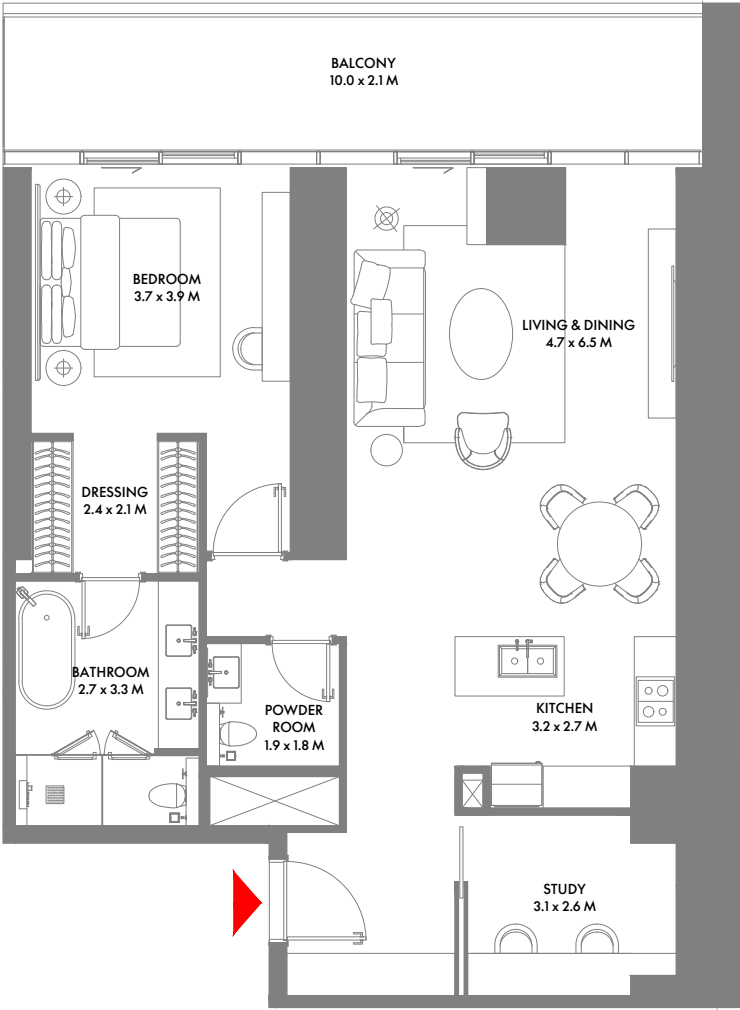 BALCONY
10.0 x 2.1 M
BEDROOM
3.7 x 3.9 M
LIVING & DINING
4.7 x 6.5 M
DRESSING
2.4 x 2.1 M
BATHROOM
2.7 x 3.3 M
POWDER
ROOM
1.9 x 1.8 M
KITCHEN
3.2 x 2.7 M
STUDY
3.1 x 2.6 M